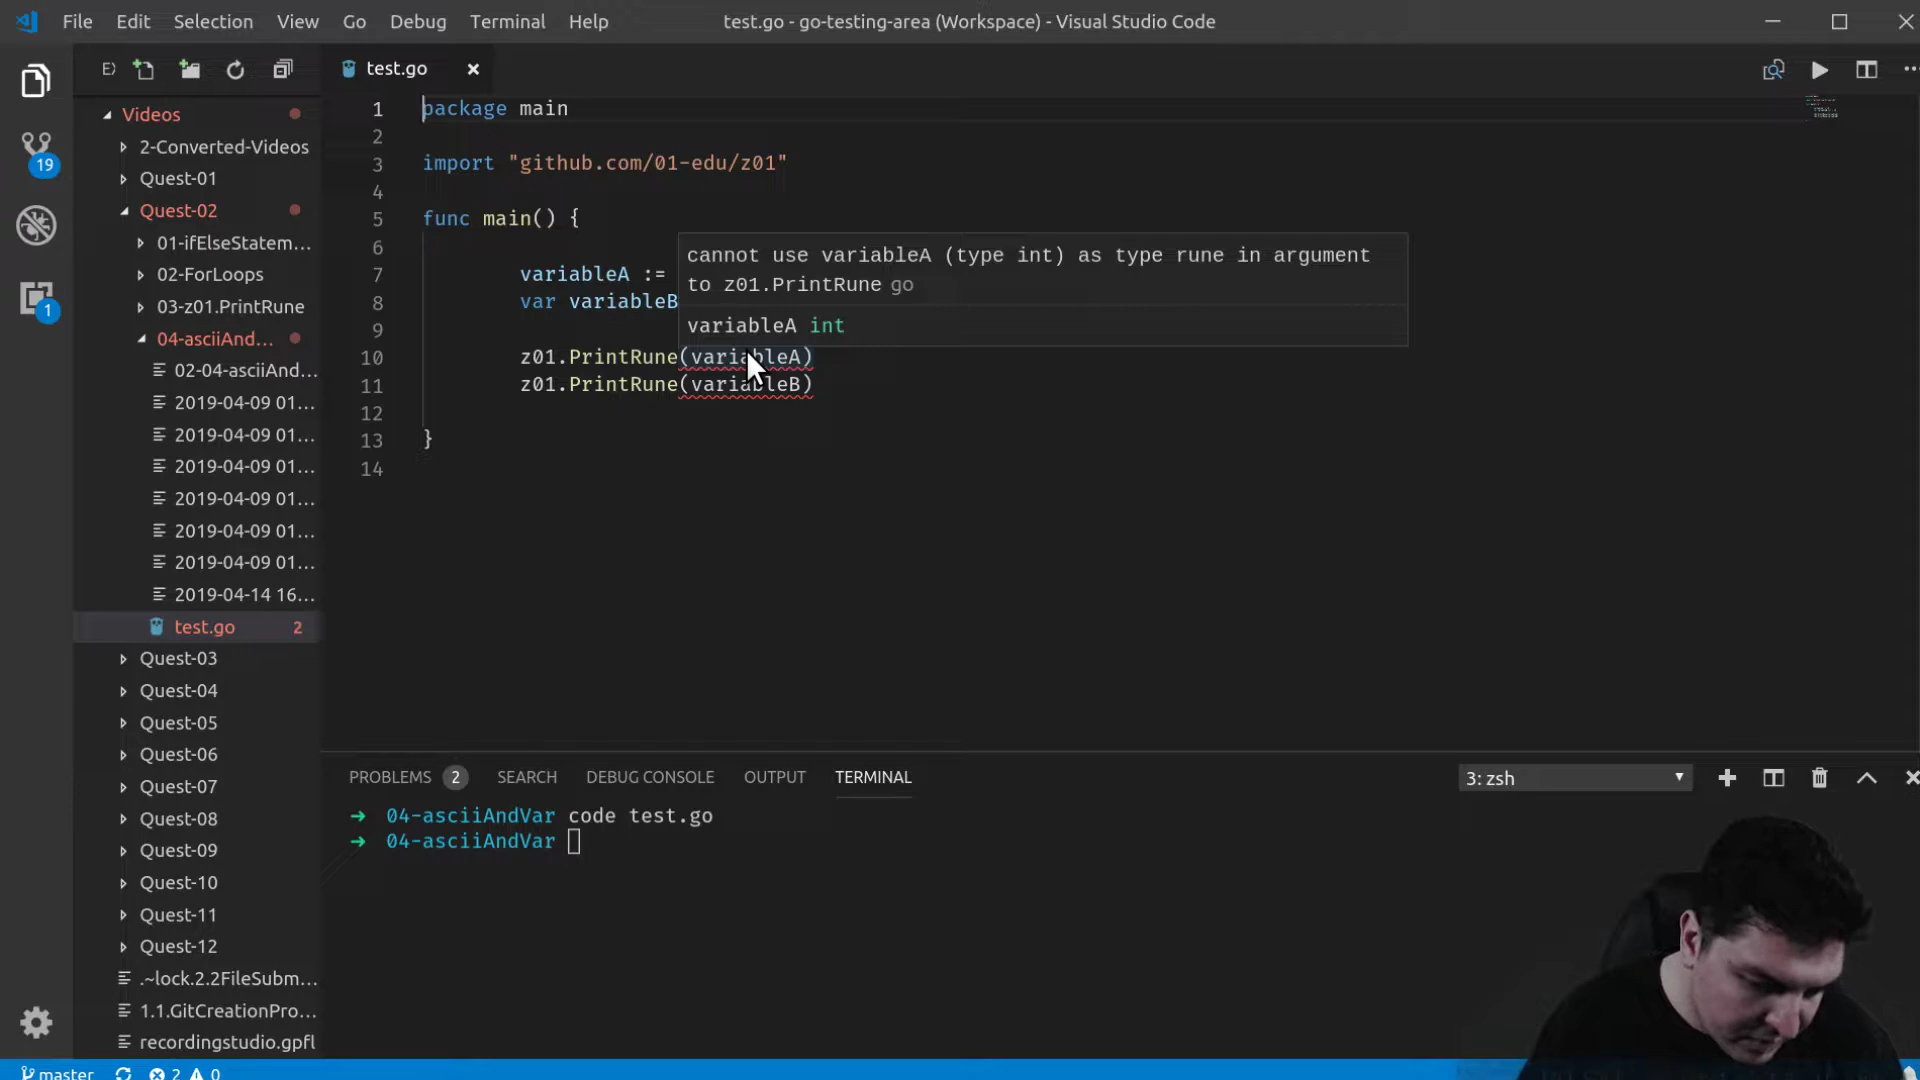 File Edit Selection View Go Debug Terminal Help
test.go - go-testing-area (Workspace) - Visual Studio Code
test.go
19
1
Videos
2-Converted-Videos
Quest-01
Quest-02
01-ifElseStatem...
02-ForLoops
03-z01.PrintRune
04-asciiAnd...
02-04-asciiAnd...
2019-04-09 01...
2019-04-09 01...
2019-04-09 01...
2019-04-09 01...
2019-04-09 01...
2019-04-09 01...
2019-04-14 16...
test.go 2
Quest-03
Quest-04
Quest-05
Quest-06
Quest-07
Quest-08
Quest-09
Quest-10
Quest-11
Quest-12
.~lock.2.2FileSubm...
1.1.GitCreationPro...
recordingstudio.gpfl
1 package main
2
3 import "github.com/01-edu/z01"
4
5 func main() {
6
7 variableA :=
8 var variableB
9
10 z01.PrintRune(variableA)
11 z01.PrintRune(variableB)
12
13 }
14
cannot use variableA (type int) as type rune in argument
to z01.PrintRune go
variableA int
PROBLEMS 2 SEARCH DEBUG CONSOLE OUTPUT TERMINAL
3: zsh
➜ 04-asciiAndVar code test.go
➜ 04-asciiAndVar
master 2 0